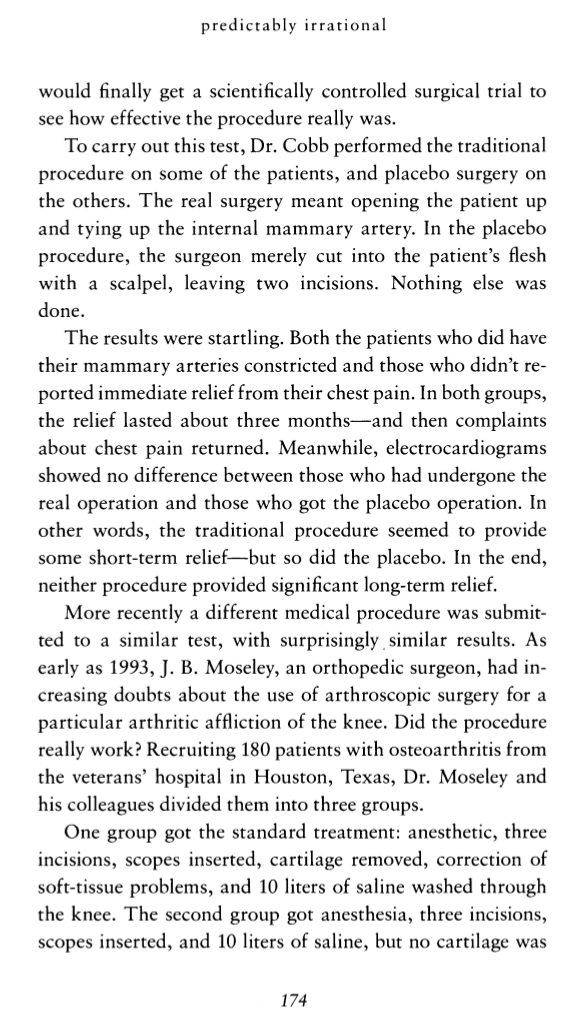 predictably irrational
would finally get a scientifically controlled surgical trial to
see how effective the procedure really was.
To carry out this test, Dr. Cobb performed the traditional
procedure on some of the patients, and placebo surgery on
the others. The real surgery meant opening the patient up
and tying up the internal mammary artery. In the placebo
procedure, the surgeon merely cut into the patient's flesh
with a scalpel, leaving two incisions. Nothing else was
done.
The results were startling. Both the patients who did have
their mammary arteries constricted and those who didn't re-
ported immediate relief from their chest pain. In both groups,
the relief lasted about three months—and then complaints
about chest pain returned. Meanwhile, electrocardiograms
showed no difference between those who had undergone the
real operation and those who got the placebo operation. In
other words, the traditional procedure seemed to provide
some short-term relief—but so did the placebo. In the end,
neither procedure provided significant long-term relief.
More recently a different medical procedure was submit-
ted to a similar test, with surprisingly similar results. As
early as 1993, J. B. Moseley, an orthopedic surgeon, had in-
creasing doubts about the use of arthroscopic surgery for a
particular arthritic affliction of the knee. Did the procedure
really work? Recruiting 180 patients with osteoarthritis from
the veterans' hospital in Houston, Texas, Dr. Moseley and
his colleagues divided them into three groups.
One group got the standard treatment: anesthetic, three
incisions, scopes inserted, cartilage removed, correction of
soft-tissue problems, and 10 liters of saline washed through
the knee. The second group got anesthesia, three incisions,
scopes inserted, and 10 liters of saline, but no cartilage was
174